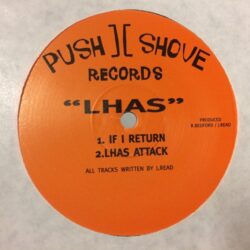 PUSH ][ SHOVE
RECORDS
"LHAS"
1. IF I RETURN
2.LHAS ATTACK
PRODUCED
R.BEDFORD / L.READ
ALL TRACKS WRITTEN BY L.READ